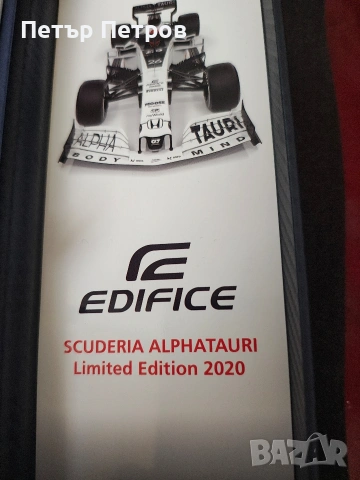 Петър Петров
ALPHA TAURI
BODY MIND
EDIFICE
SCUDERIA ALPHATAURI
Limited Edition 2020
BAZAR